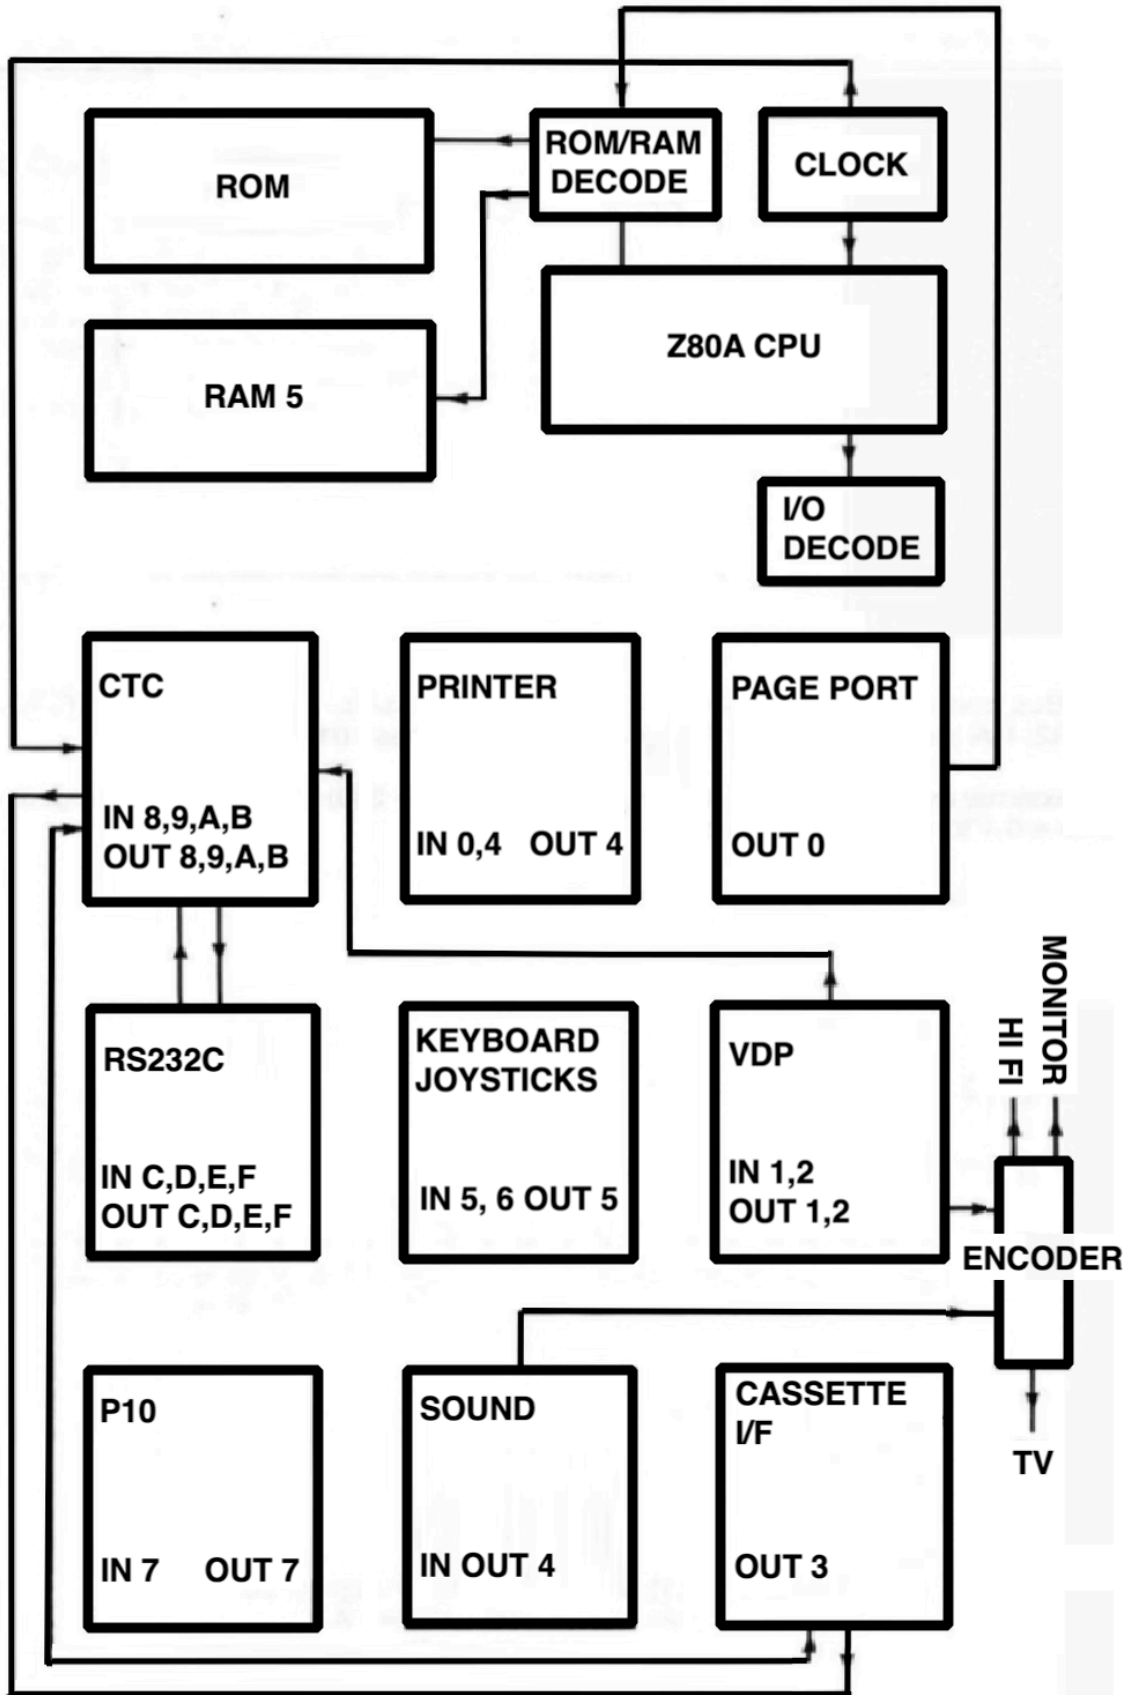 ROM/RAM
DECODE
CLOCK
ROM
Z80A CPU
RAM 5
I/O
DECODE
CTC
IN 8,9,A,B
OUT 8,9,A,B
PRINTER
IN 0,4 OUT 4
PAGE PORT
OUT 0
RS232C
IN C,D,E,F
OUT C,D,E,F
KEYBOARD
JOYSTICKS
IN 5, 6 OUT 5
VDP
IN 1,2
OUT 1,2
HI FI
MONITOR
ENCODER
TV
P10
IN 7 OUT 7
SOUND
IN OUT 4
CASSETTE
I/F
OUT 3